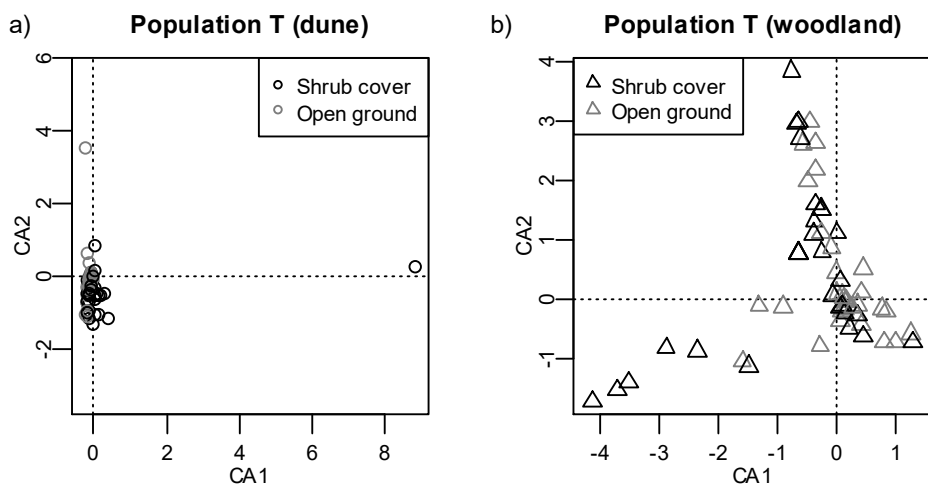 a)
Population T (dune)
Shrub cover
Open ground
CA2
6
4
2
0
-2
0
2
4
6
8
CA1
b)
Population T (woodland)
Shrub cover
Open ground
CA2
4
3
2
1
0
-1
-4
-3
-2
-1
0
1
CA1